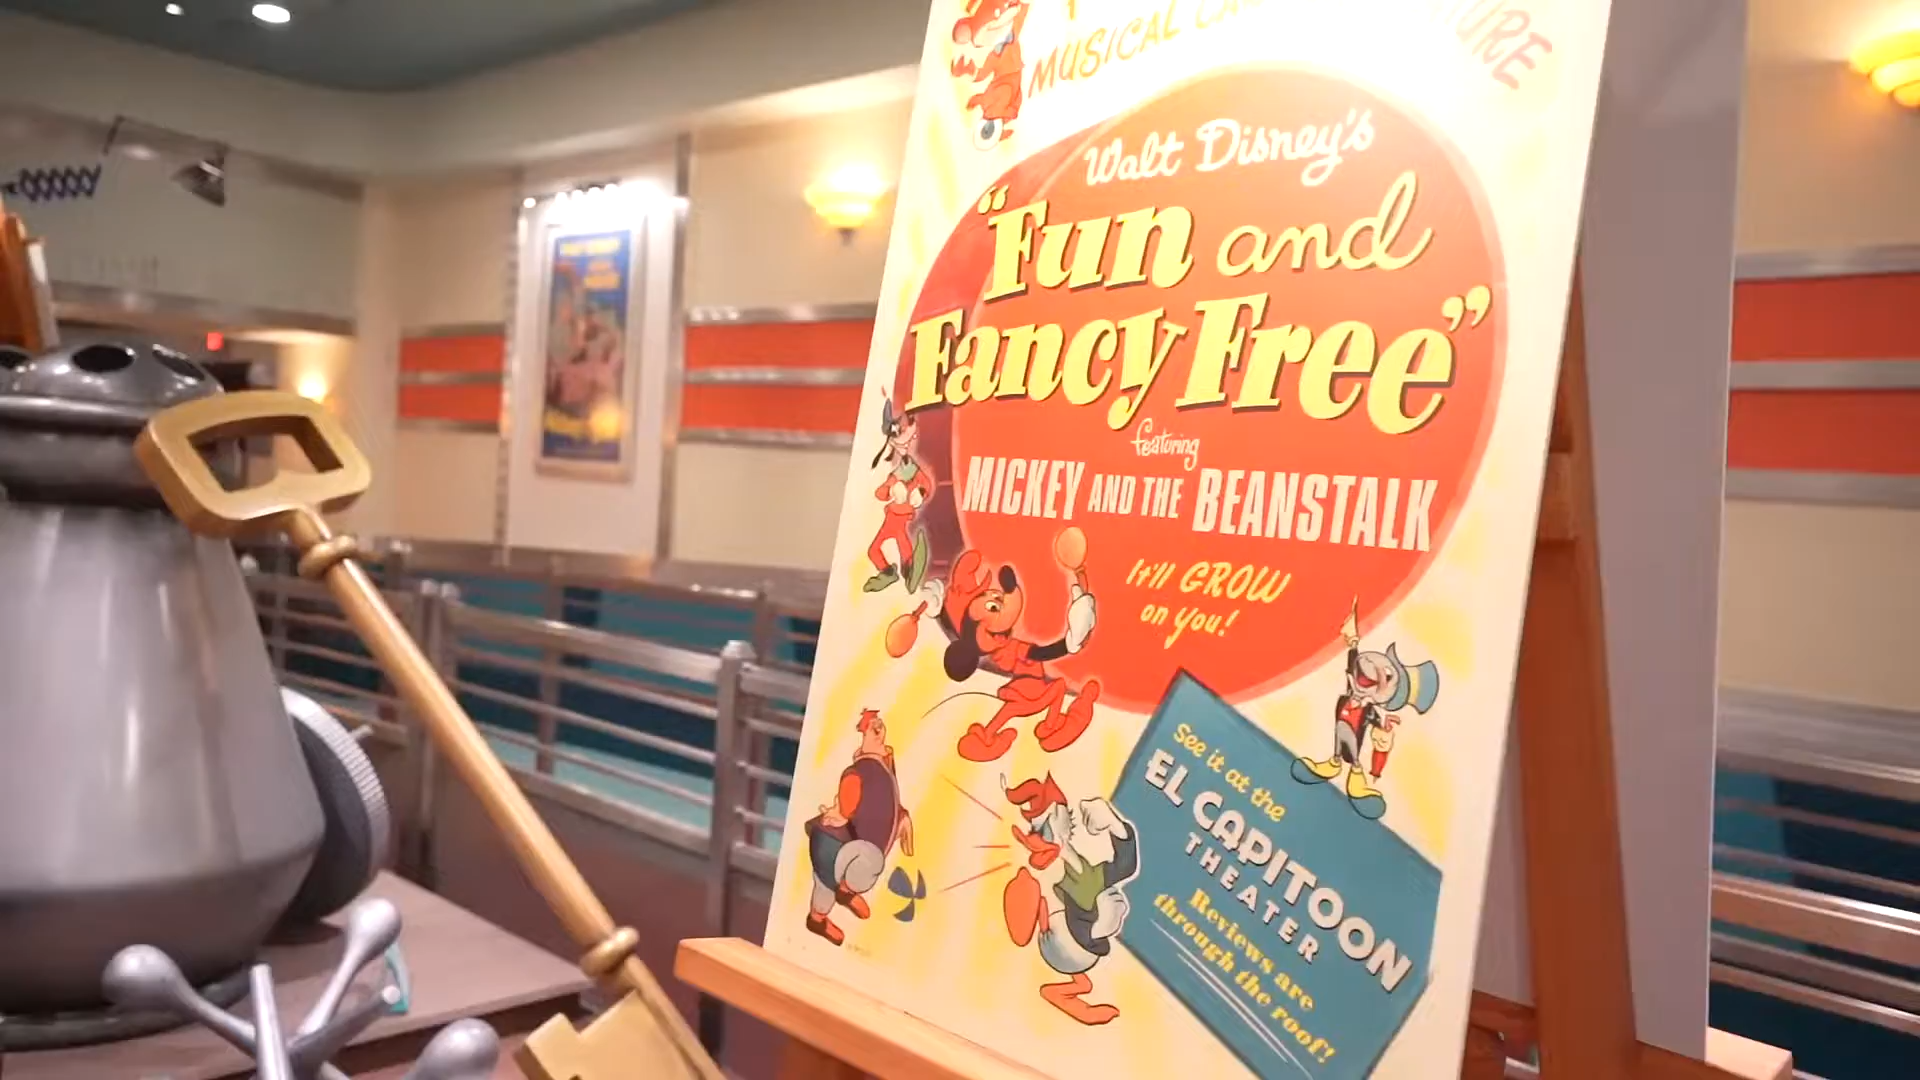 MUSICAL
Walt Disney's
"Fun and
Fancy Free"
featuring
MICKEY AND THE BEANSTALK
It'll GROW
on you!
See it at the
EL CAPITOON
THEATER
Reviews are
through the roof!